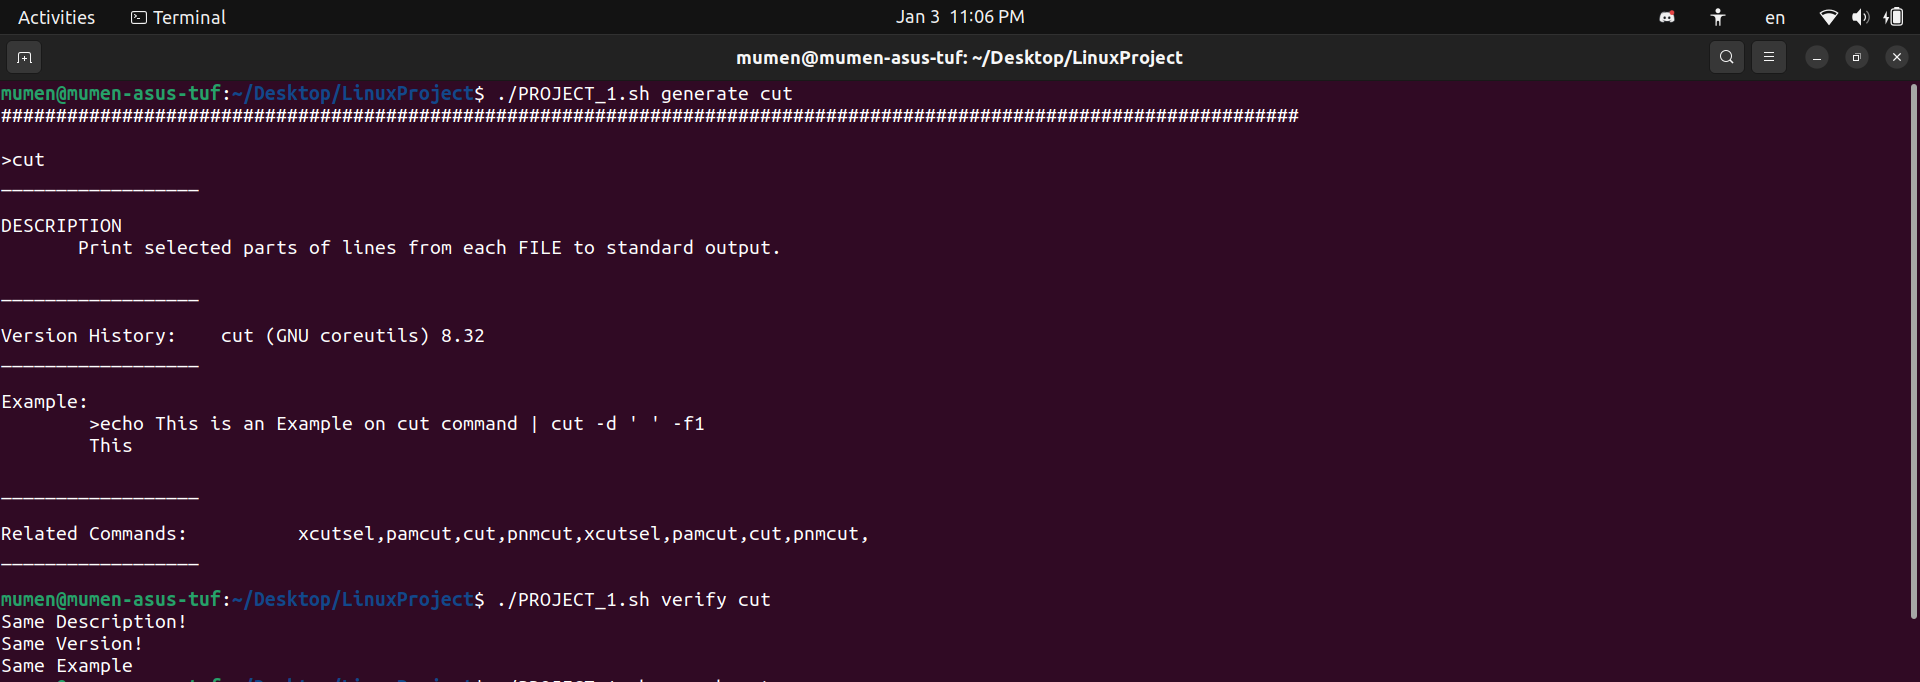 Activities Terminal Jan 3 11:06 PM en
mumen@mumen-asus-tuf: ~/Desktop/LinuxProject
mumen@mumen-asus-tuf:~/Desktop/LinuxProject$ ./PROJECT_1.sh generate cut
######################################################################################################################
>cut
__________________
DESCRIPTION
Print selected parts of lines from each FILE to standard output.
__________________
Version History:    cut (GNU coreutils) 8.32
__________________
Example:
>echo This is an Example on cut command | cut -d ' ' -f1
This
__________________
Related Commands:          xcutsel,pamcut,cut,pnmcut,xcutsel,pamcut,cut,pnmcut,
__________________
mumen@mumen-asus-tuf:~/Desktop/LinuxProject$ ./PROJECT_1.sh verify cut
Same Description!
Same Version!
Same Example